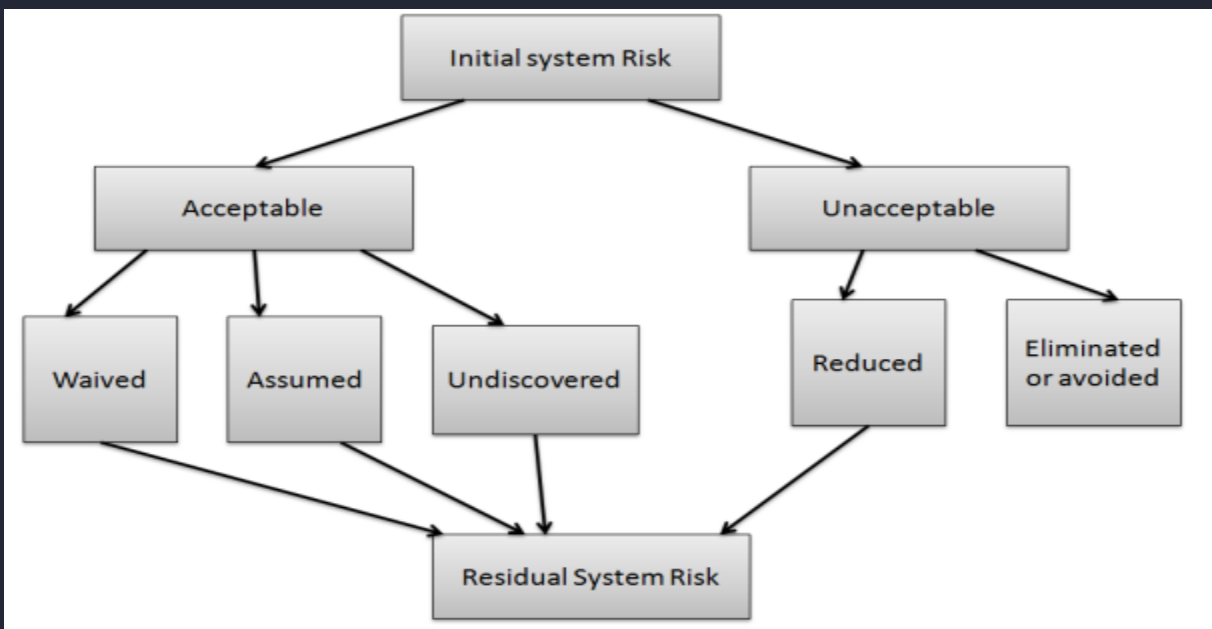 Initial system Risk
Acceptable
Unacceptable
Waived
Assumed
Undiscovered
Reduced
Eliminated
or avoided
Residual System Risk